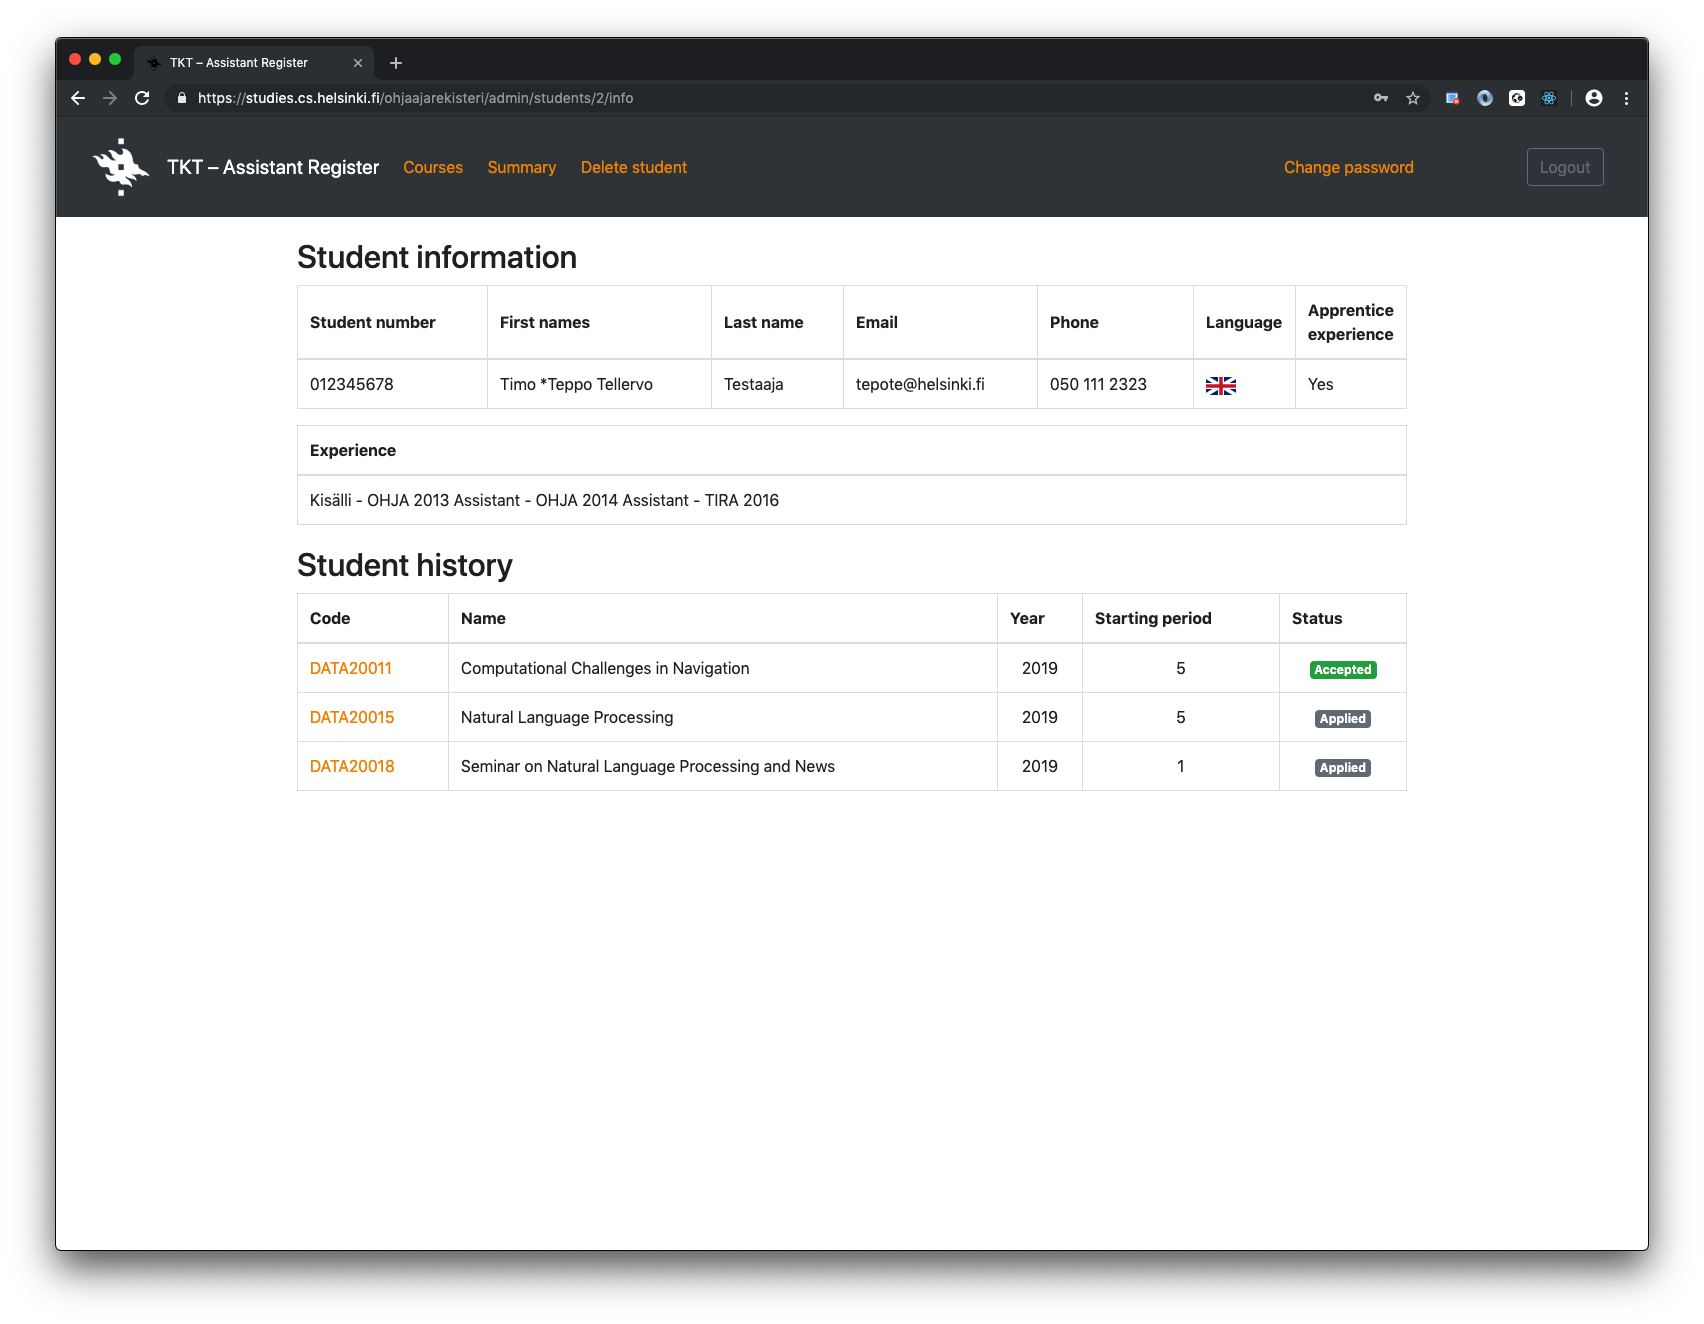 TKT – Assistant Register
https://studies.cs.helsinki.fi/ohjaajarekisteri/admin/students/2/info
TKT – Assistant Register Courses Summary Delete student Change password Logout
Student information
Student number First names Last name Email Phone Language Apprentice experience
012345678 Timo *Teppo Tellervo Testaaja tepote@helsinki.fi 050 111 2323 Yes
Experience
Kisälli - OHJA 2013 Assistant - OHJA 2014 Assistant - TIRA 2016
Student history
Code Name Year Starting period Status
DATA20011 Computational Challenges in Navigation 2019 5 Accepted
DATA20015 Natural Language Processing 2019 5 Applied
DATA20018 Seminar on Natural Language Processing and News 2019 1 Applied